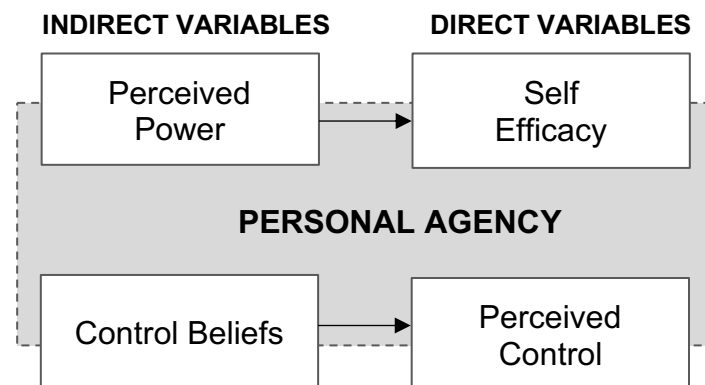 INDIRECT VARIABLES
DIRECT VARIABLES
Perceived
Power
Self
Efficacy
PERSONAL AGENCY
Control Beliefs
Perceived
Control